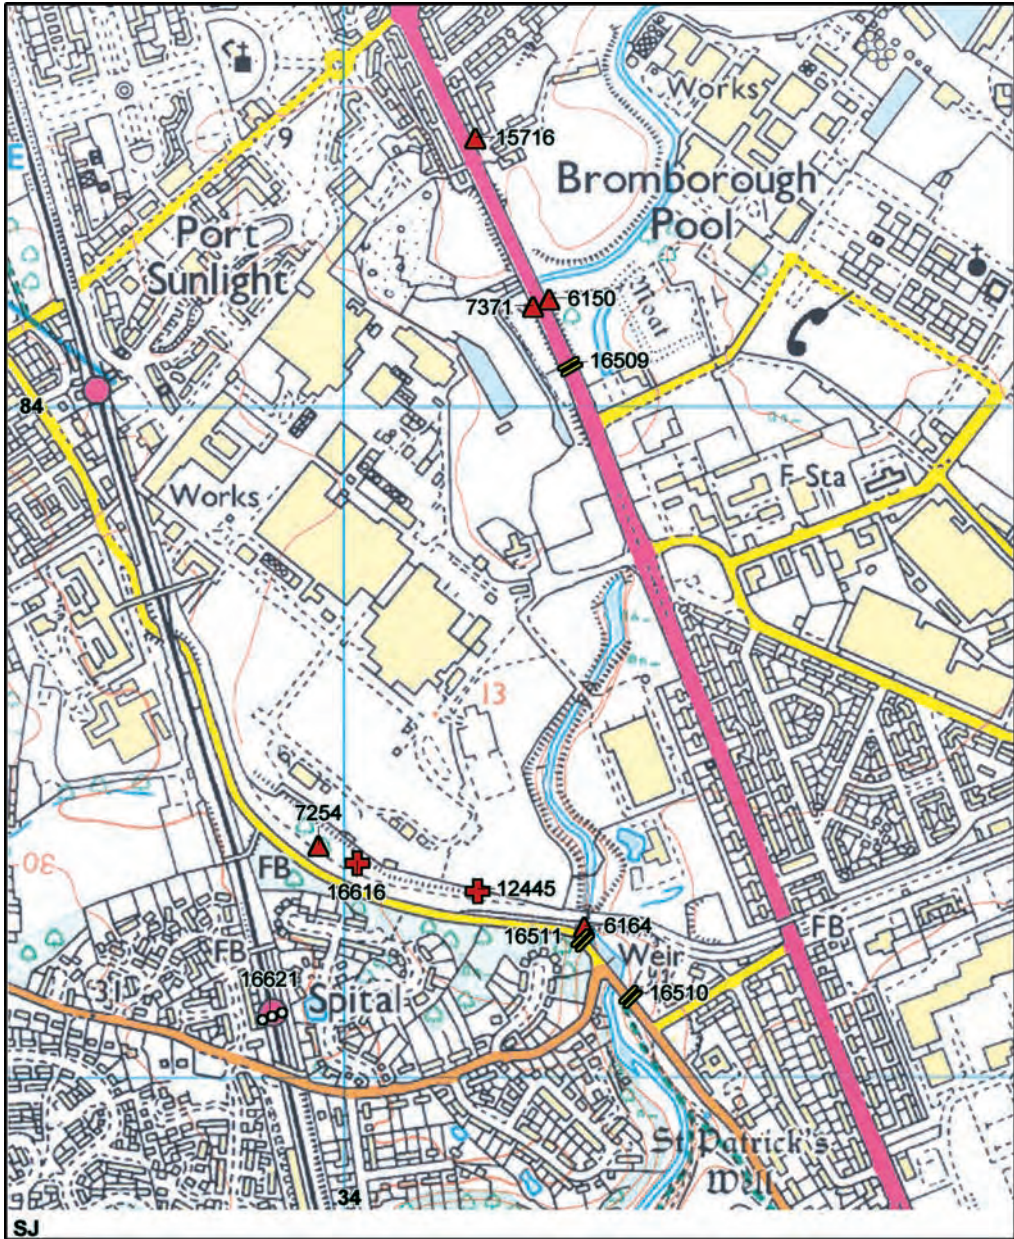 Works
15716
9
Bromborough
Pool
E
Port
Sunlight
7371
6150
Moat
16509
84
F Sta
Works
13
7254
30
FB
16616
12445
6164
16511
FB
Weir
FB
16621
31
Spital
16510
St Patrick's
Well
34
SJ